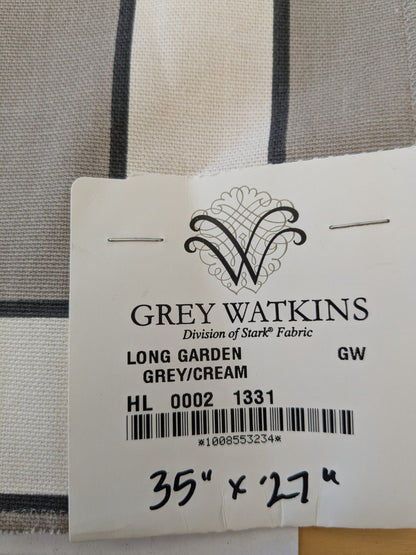 W
GREY WATKINS
Division of Stark® Fabric
LONG GARDEN GW
GREY/CREAM
HL 0002 1331
*1008553234*
35" x 27"